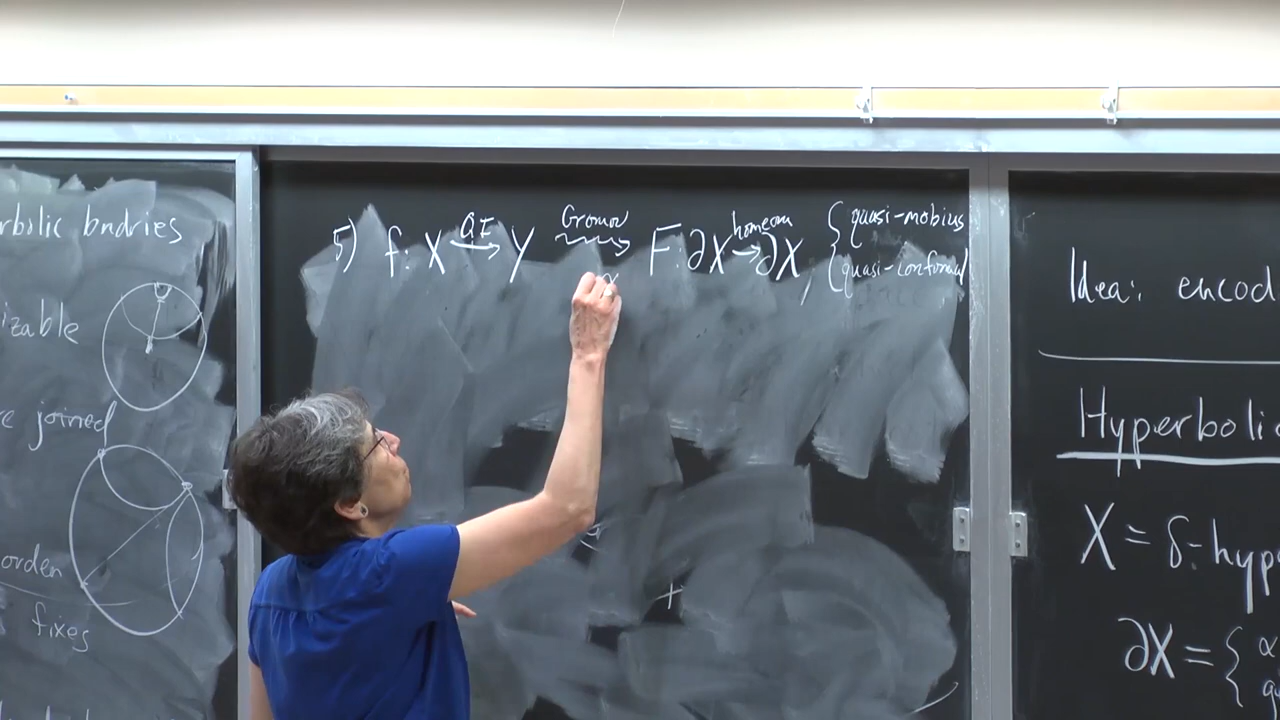 rbolic bndries
izable
re joined
orden
fixes
5) f: X QI→ Y Gromov⇝ F: ∂X homeom→ ∂X, { quasi-mobius
quasi-conformal
Idea: encod
Hyperbolic
X = δ-hyp
∂X = { α
qu